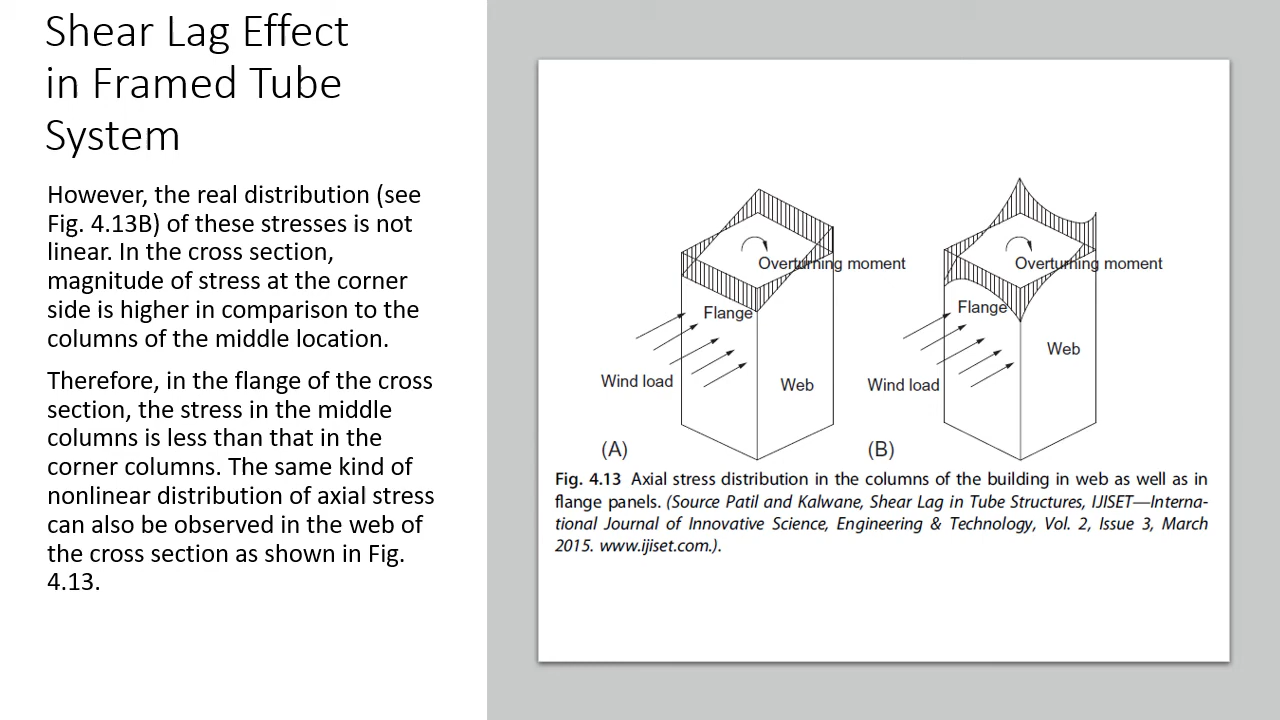 Shear Lag Effect
in Framed Tube
System
However, the real distribution (see
Fig. 4.13B) of these stresses is not
linear. In the cross section,
magnitude of stress at the corner
side is higher in comparison to the
columns of the middle location.
Therefore, in the flange of the cross
section, the stress in the middle
columns is less than that in the
corner columns. The same kind of
nonlinear distribution of axial stress
can also be observed in the web of
the cross section as shown in Fig.
4.13.
Overturning moment
Flange
Wind load
Web
(A)
Overturning moment
Flange
Web
Wind load
(B)
Fig. 4.13 Axial stress distribution in the columns of the building in web as well as in
flange panels. (Source Patil and Kalwane, Shear Lag in Tube Structures, IJISET—Interna-
tional Journal of Innovative Science, Engineering & Technology, Vol. 2, Issue 3, March
2015. www.ijiset.com.).